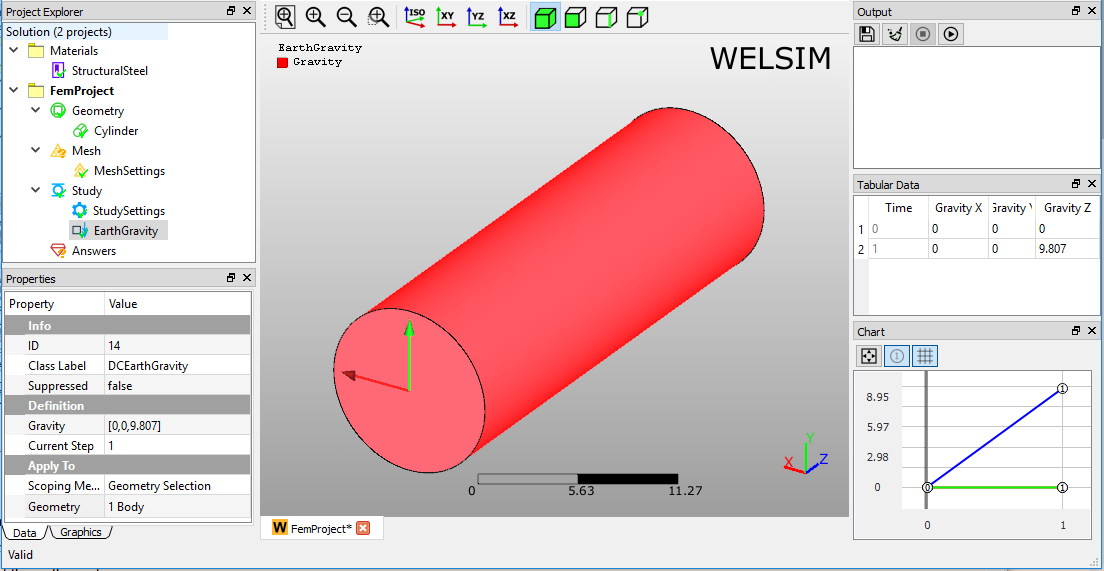 Project Explorer
Solution (2 projects)
Materials
StructuralSteel
FemProject
Geometry
Cylinder
Mesh
MeshSettings
Study
StudySettings
EarthGravity
Answers
Properties
Property Value
Info
ID 14
Class Label DCEarthGravity
Suppressed false
Definition
Gravity [0,0,9.807]
Current Step 1
Apply To
Scoping Me... Geometry Selection
Geometry 1 Body
Data Graphics
Valid
ISO XY YZ XZ
EarthGravity
Gravity
WELSIM
Y
X Z
0 5.63 11.27
W FemProject*
Output
Tabular Data
Time Gravity X Gravity Y Gravity Z
1 0 0 0 0
2 1 0 0 9.807
Chart
1
8.95
5.97
2.98
0
1
0 1
0 1